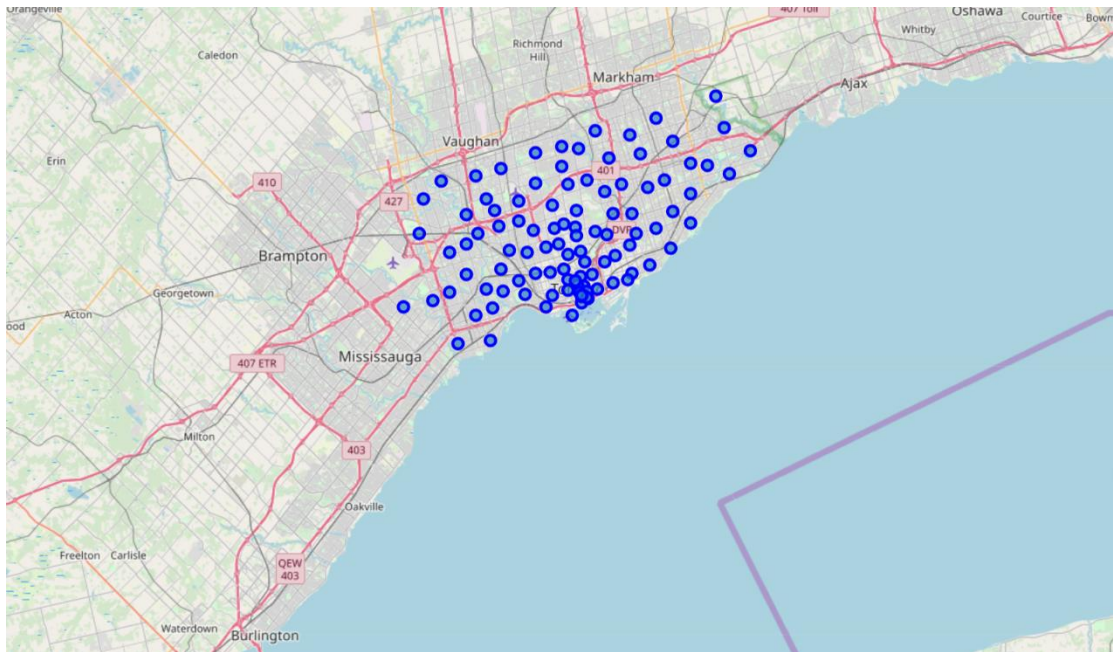 Orangeville
407 Toll
Oshawa
Courtice
Whitby
Richmond
Hill
Caledon
Markham
Ajax
Vaughan
Erin
401
410
427
DVP
Brampton
Georgetown
Acton
Mississauga
407 ETR
Milton
403
Oakville
Freelton
Carlisle
QEW
403
Waterdown
Burlington